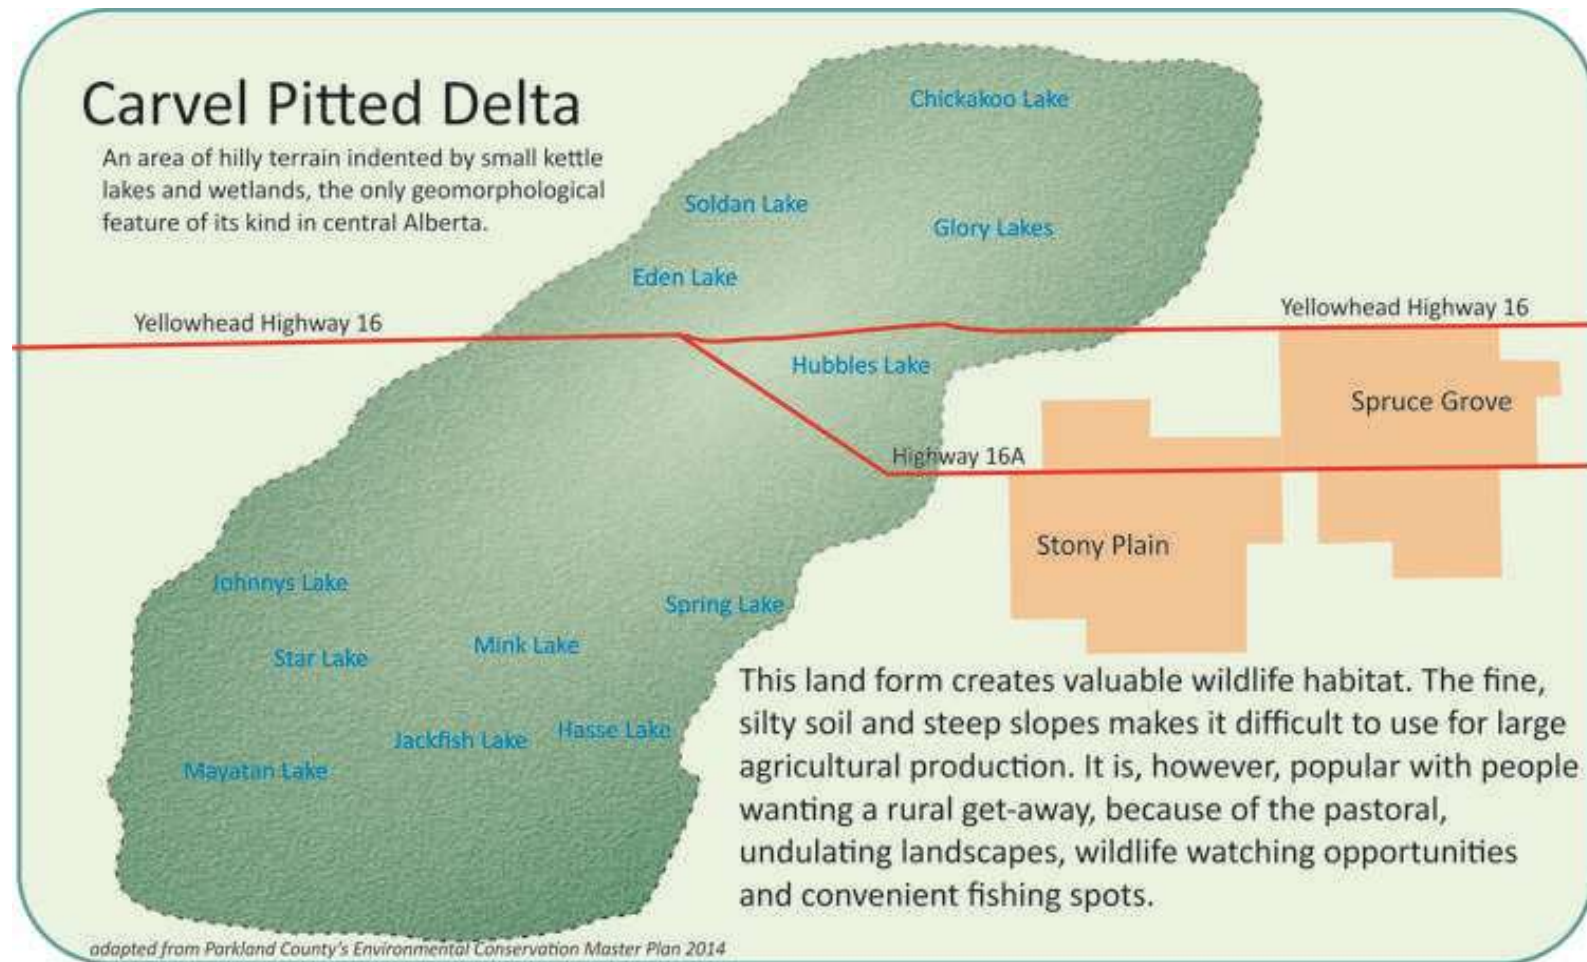 Carvel Pitted Delta
An area of hilly terrain indented by small kettle
lakes and wetlands, the only geomorphological
feature of its kind in central Alberta.
Chickakoo Lake
Soldan Lake
Glory Lakes
Eden Lake
Yellowhead Highway 16
Yellowhead Highway 16
Hubbles Lake
Spruce Grove
Highway 16A
Stony Plain
Johnnys Lake
Spring Lake
Mink Lake
Star Lake
Hasse Lake
Jackfish Lake
Mayatan Lake
This land form creates valuable wildlife habitat. The fine,
silty soil and steep slopes makes it difficult to use for large
agricultural production. It is, however, popular with people
wanting a rural get-away, because of the pastoral,
undulating landscapes, wildlife watching opportunities
and convenient fishing spots.
adapted from Parkland County's Environmental Conservation Master Plan 2014